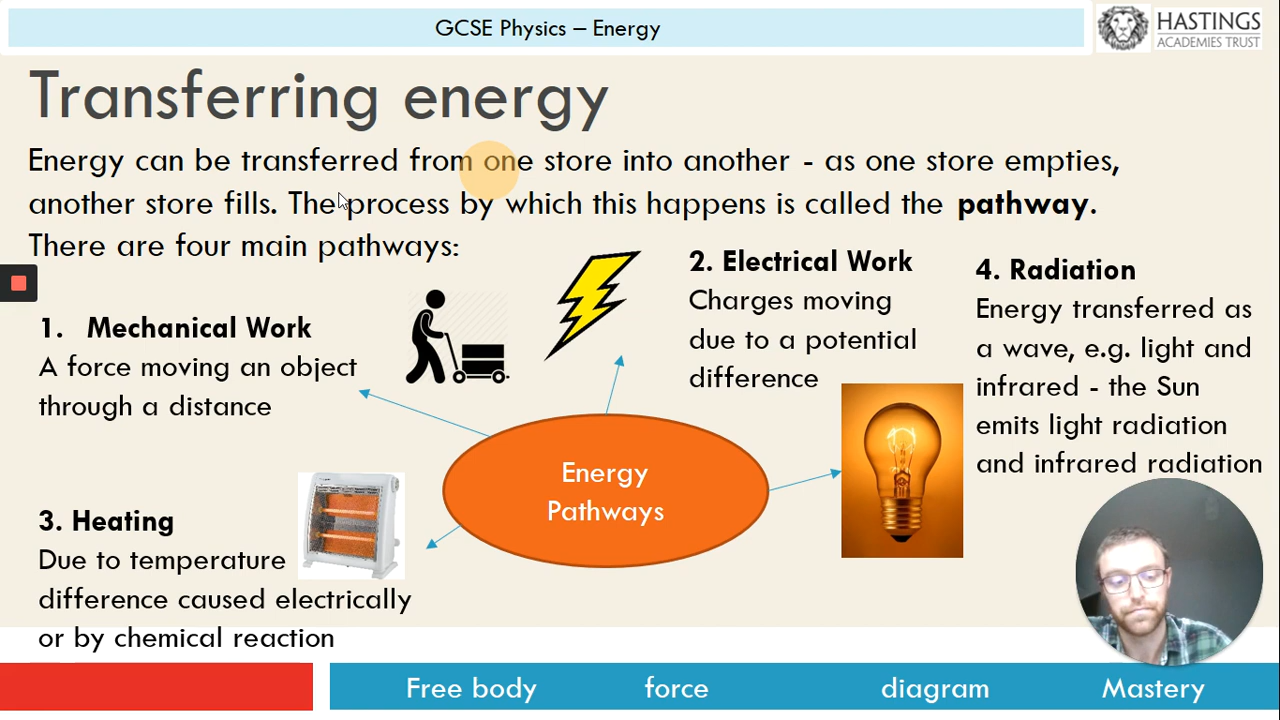 GCSE Physics – Energy
HASTINGS
ACADEMIES TRUST
Transferring energy
Energy can be transferred from one store into another - as one store empties,
another store fills. The process by which this happens is called the pathway.
There are four main pathways:
1. Mechanical Work
A force moving an object
through a distance
2. Electrical Work
Charges moving
due to a potential
difference
4. Radiation
Energy transferred as
a wave, e.g. light and
infrared - the Sun
emits light radiation
and infrared radiation
Energy
Pathways
3. Heating
Due to temperature
difference caused electrically
or by chemical reaction
Free body force diagram Mastery